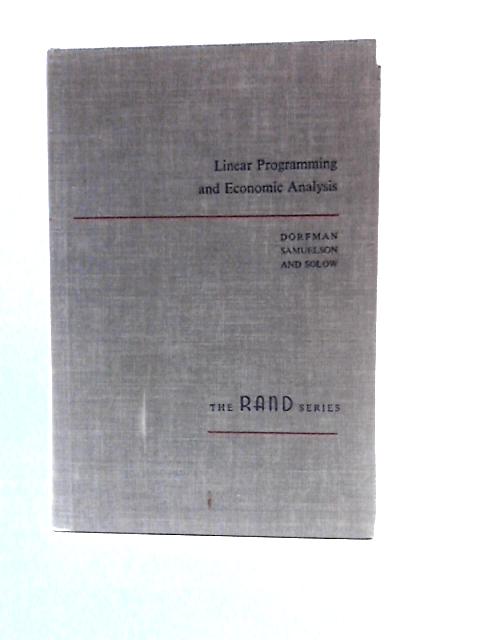 Linear Programming
and Economic Analysis
DORFMAN
SAMUELSON
AND SOLOW
THE RAND SERIES